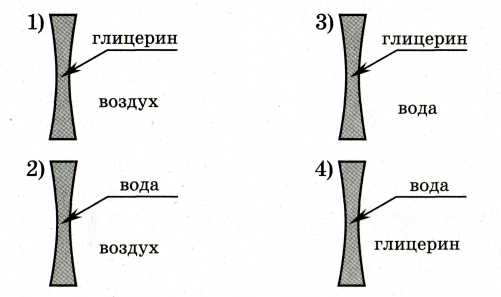 1)
глицерин
воздух
2)
вода
воздух
3)
глицерин
вода
4)
вода
глицерин